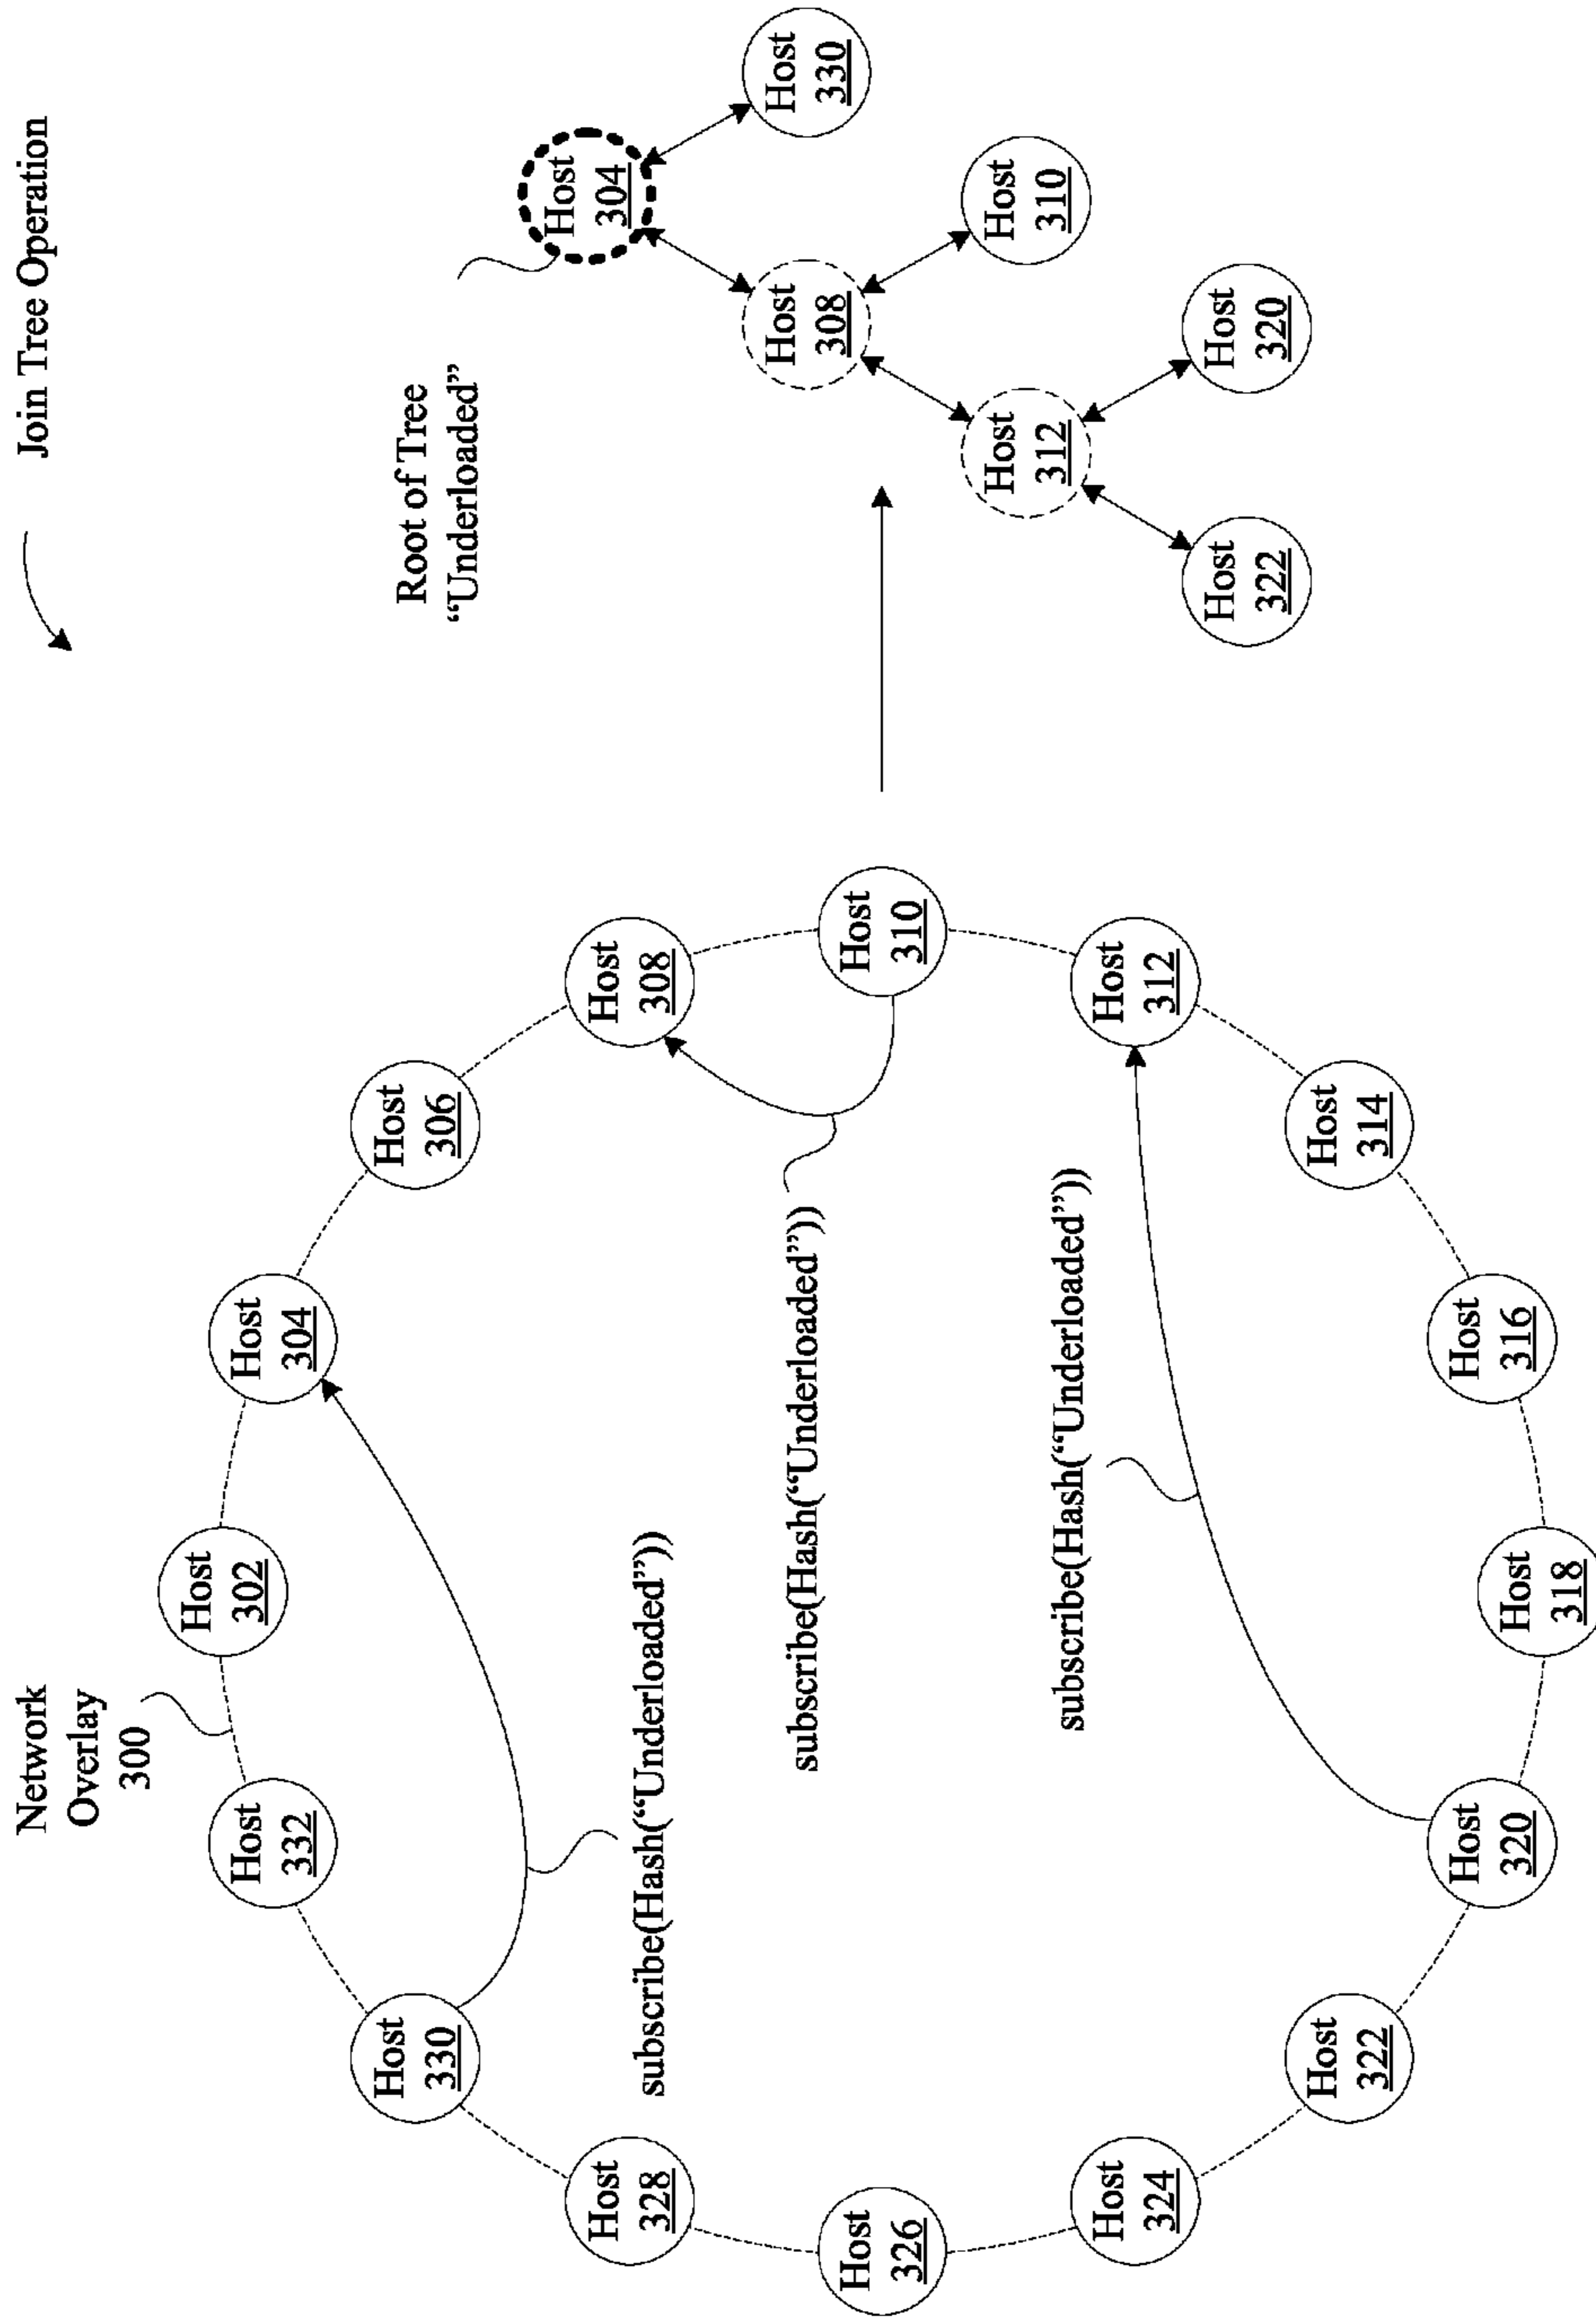 Join Tree Operation
Network
Overlay
300
Host
302
Host
304
Host
306
Host
308
Host
310
Host
312
Host
314
Host
316
Host
318
Host
320
Host
322
Host
324
Host
326
Host
328
Host
330
Host
332
subscribe(Hash(“Underloaded”))
subscribe(Hash(“Underloaded”))
subscribe(Hash(“Underloaded”))
Root of Tree
“Underloaded”
Host
304
Host
330
Host
308
Host
310
Host
312
Host
320
Host
322